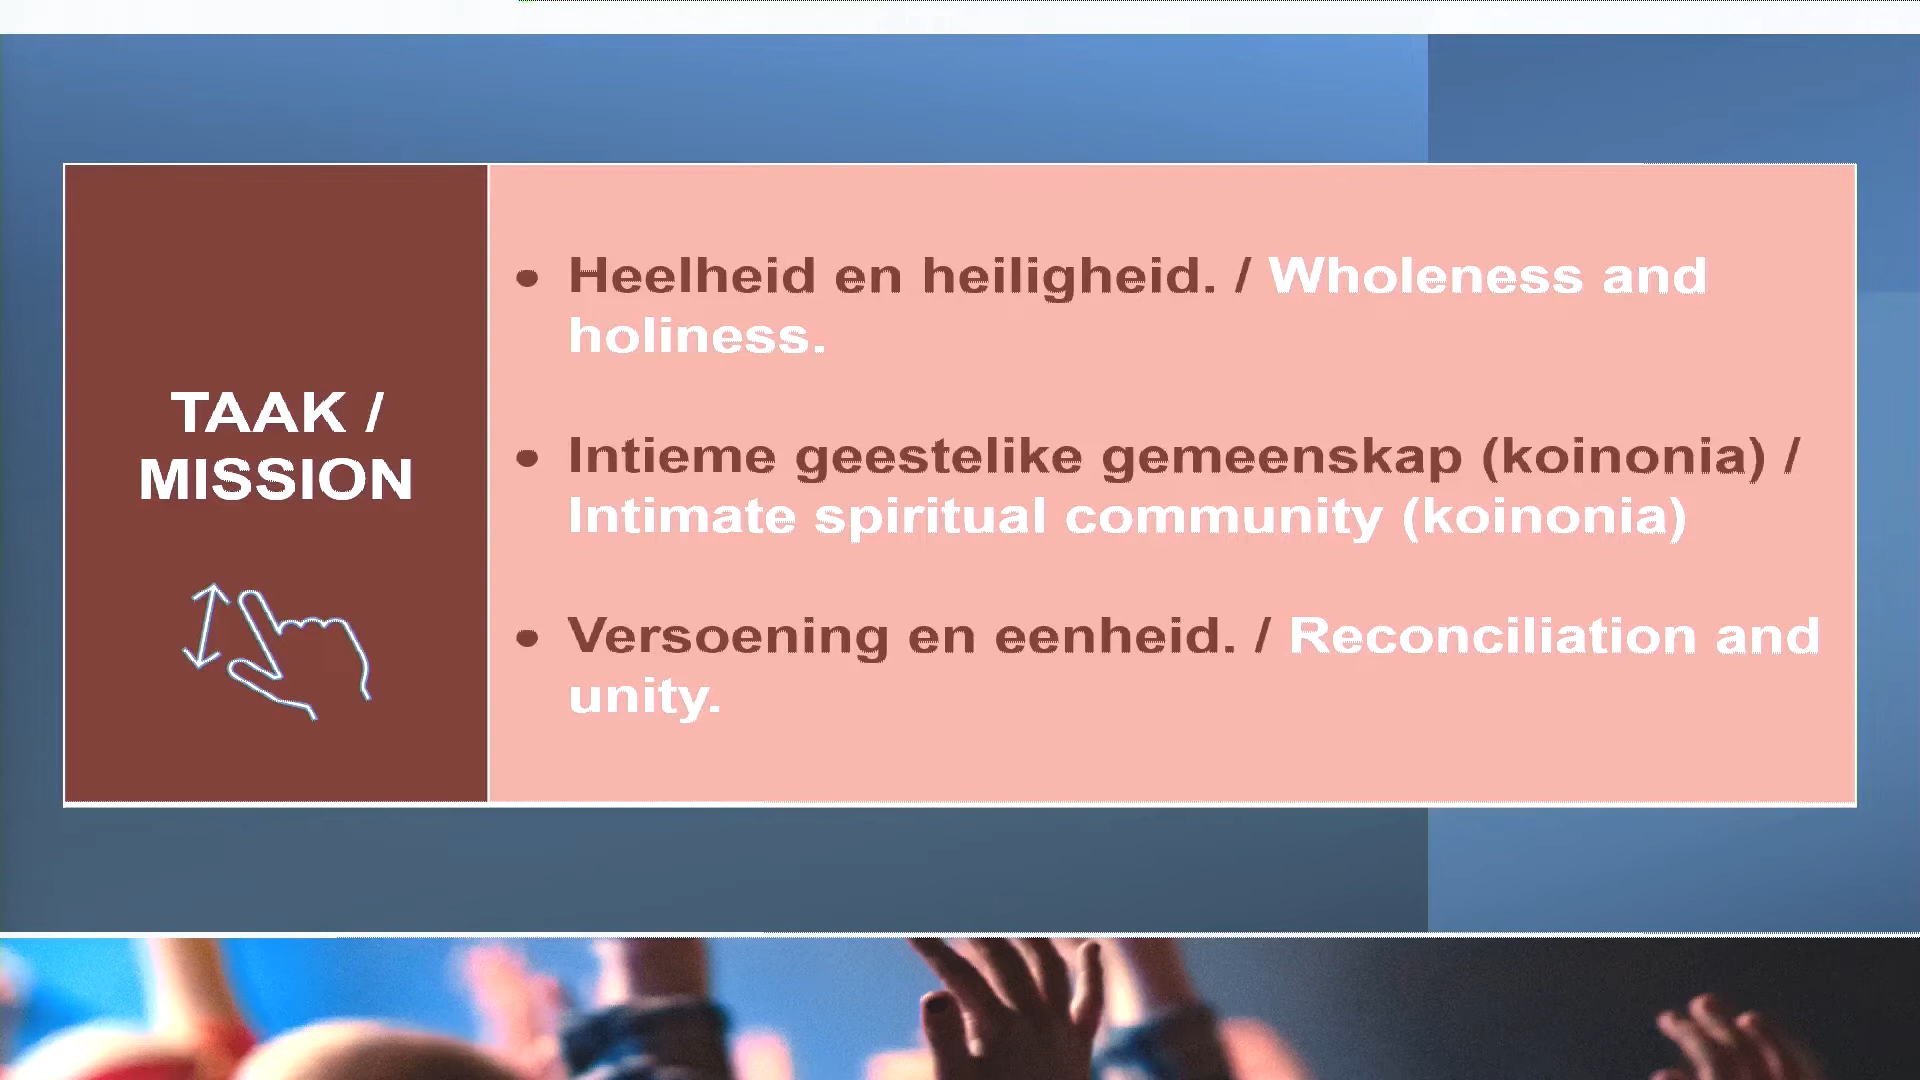 TAAK /
MISSION
• Heelheid en heiligheid. / Wholeness and
holiness.
• Intieme geestelike gemeenskap (koinonia) /
Intimate spiritual community (koinonia)
• Versoening en eenheid. / Reconciliation and
unity.